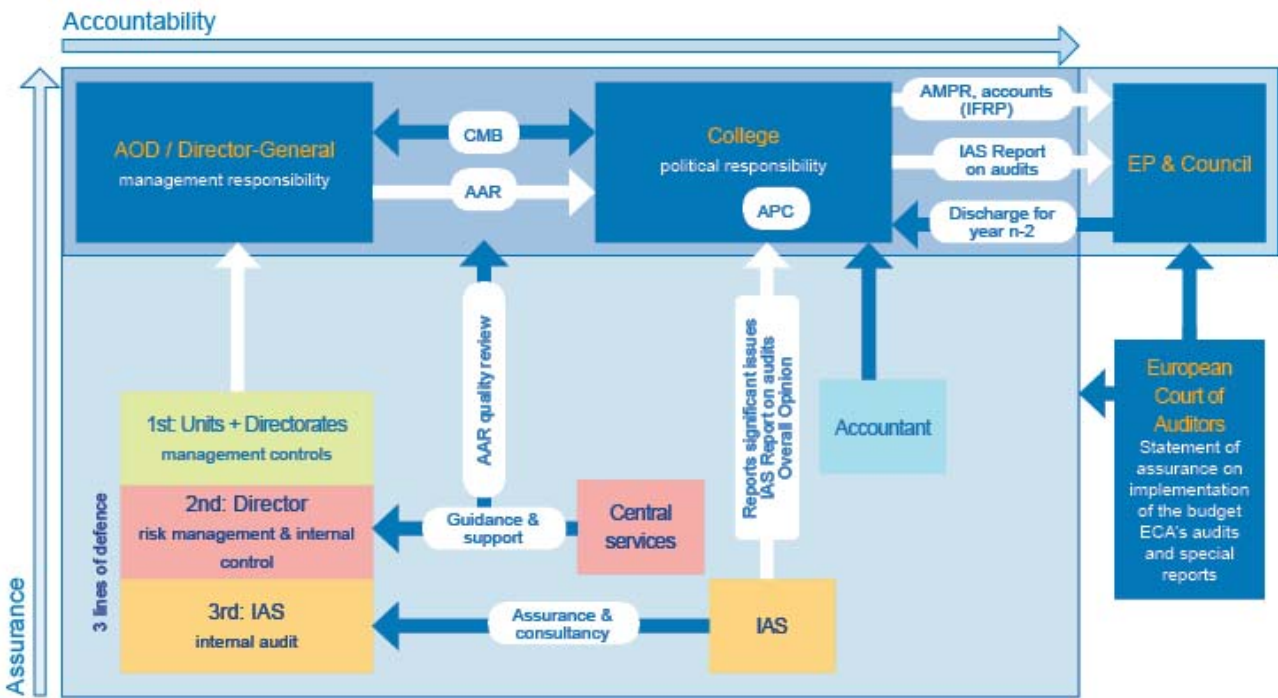 Accountability
AOD / Director-General
management responsibility
CMB
AAR
College
political responsibility
APC
AMPR, accounts
(IFRP)
IAS Report
on audits
Discharge for
year n-2
EP & Council
AAR quality review
Reports significant issues
IAS Report on audits
Overall Opinion
Accountant
European
Court of
Auditors
Statement of
assurance on
implementation
of the budget
ECA's audits
and special
reports
1st: Units + Directorates
management controls
2nd: Director
risk management & internal
control
3rd: IAS
internal audit
3 lines of defence
Guidance &
support
Central
services
Assurance &
consultancy
IAS
Assurance